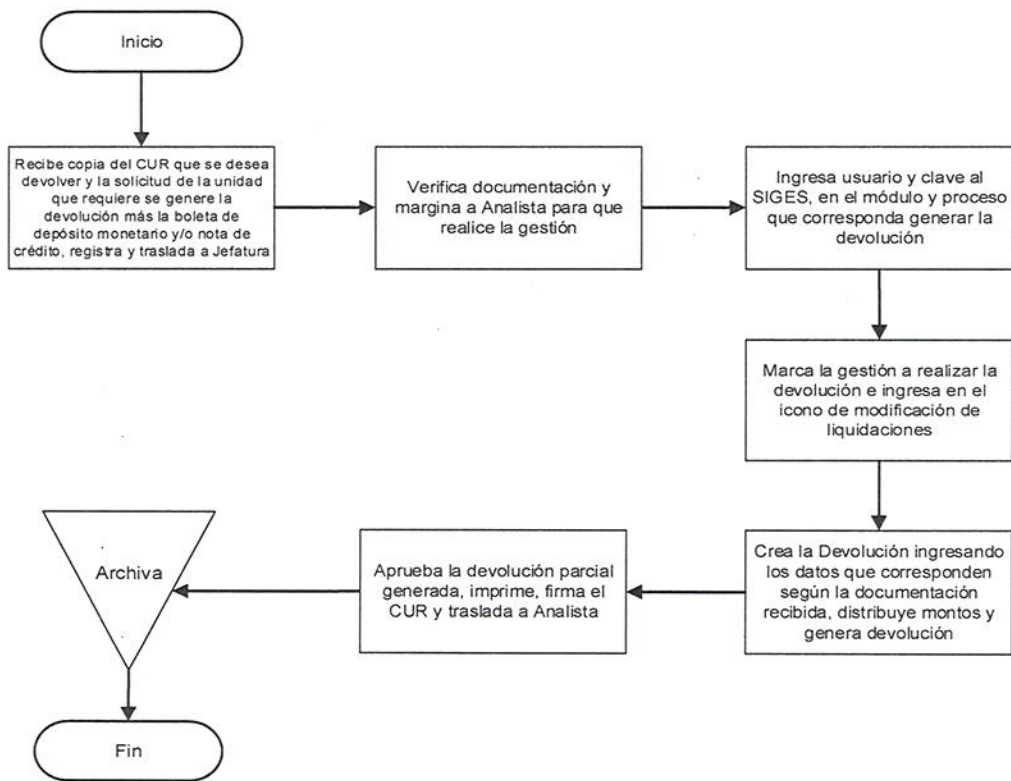 Inicio
Recibe copia del CUR que se desea
devolver y la solicitud de la unidad
que requiere se genere la
devolución más la boleta de
depósito monetario y/o nota de
crédito, registra y traslada a Jefatura
Verifica documentación y
margina a Analista para que
realice la gestión
Ingresa usuario y clave al
SIGES, en el módulo y proceso
que corresponda generar la
devolución
Marca la gestión a realizar la
devolución e ingresa en el
icono de modificación de
liquidaciones
Crea la Devolución ingresando
los datos que corresponden
según la documentación
recibida, distribuye montos y
genera devolución
Aprueba la devolución parcial
generada, imprime, firma el
CUR y traslada a Analista
Archiva
Fin